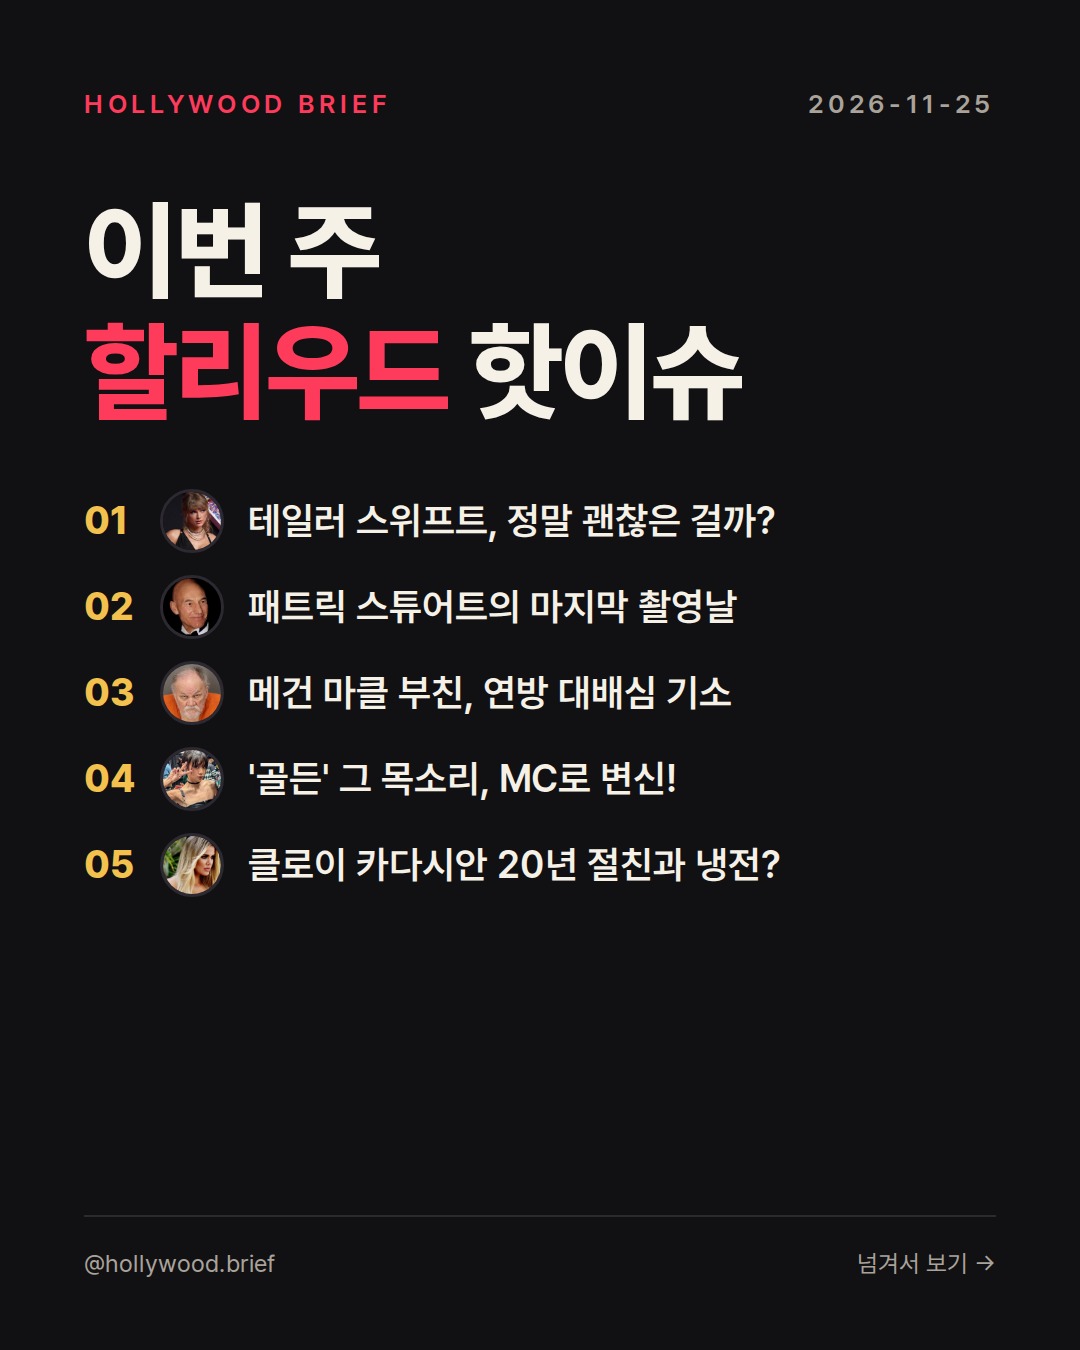 HOLLYWOOD BRIEF
2026-11-25
이번 주
할리우드 핫이슈
01 테일러 스위프트, 정말 괜찮은 걸까?
02 패트릭 스튜어트의 마지막 촬영날
03 메건 마클 부친, 연방 대배심 기소
04 '골든' 그 목소리, MC로 변신!
05 클로이 카다시안 20년 절친과 냉전?
@hollywood.brief
넘겨서 보기 →